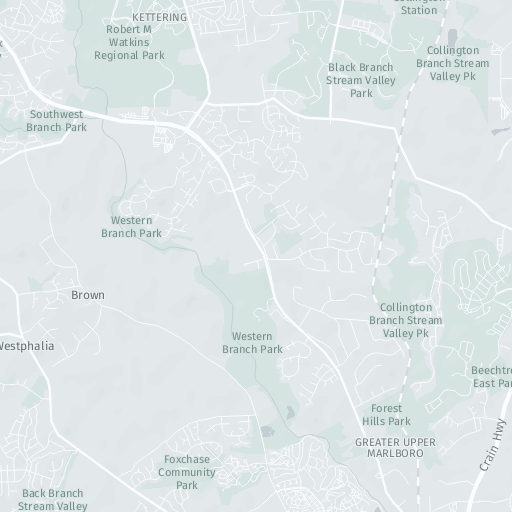 Collington
Station
KETTERING
Robert M
Watkins
Regional Park
Collington
Branch Stream
Valley Pk
Black Branch
Stream Valley
Park
Southwest
Branch Park
Western
Branch Park
Brown
Collington
Branch Stream
Valley Pk
Westphalia
Western
Branch Park
Beechtre
East Par
Forest
Hills Park
GREATER UPPER
MARLBORO
Crain Hwy
Foxchase
Community
Park
Back Branch
Stream Valley